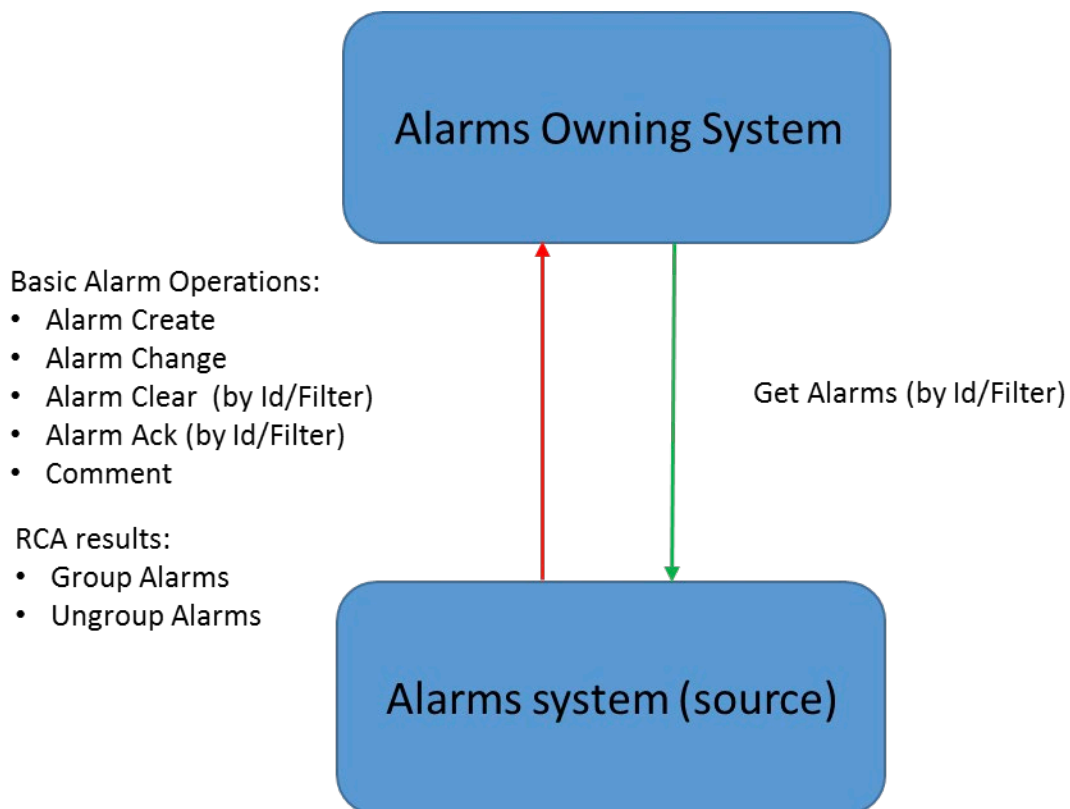 Alarms Owning System
Basic Alarm Operations:
• Alarm Create
• Alarm Change
• Alarm Clear (by Id/Filter)
• Alarm Ack (by Id/Filter)
• Comment
Get Alarms (by Id/Filter)
RCA results:
• Group Alarms
• Ungroup Alarms
Alarms system (source)